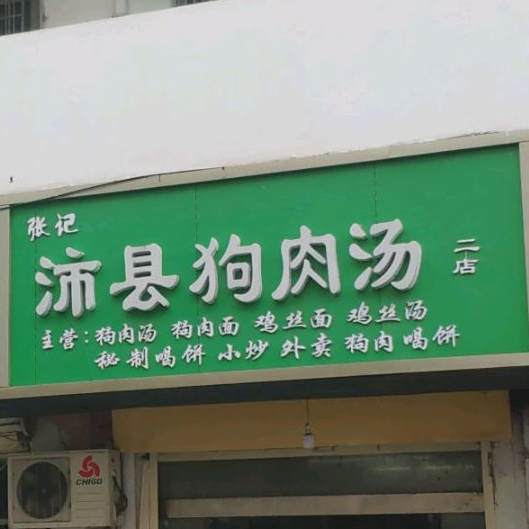 张记
沛县狗肉汤
二店
主营:狗肉汤 狗肉面 鸡丝面 鸡丝汤
秘制喝饼 小炒 外卖 狗肉喝饼
CHIGO